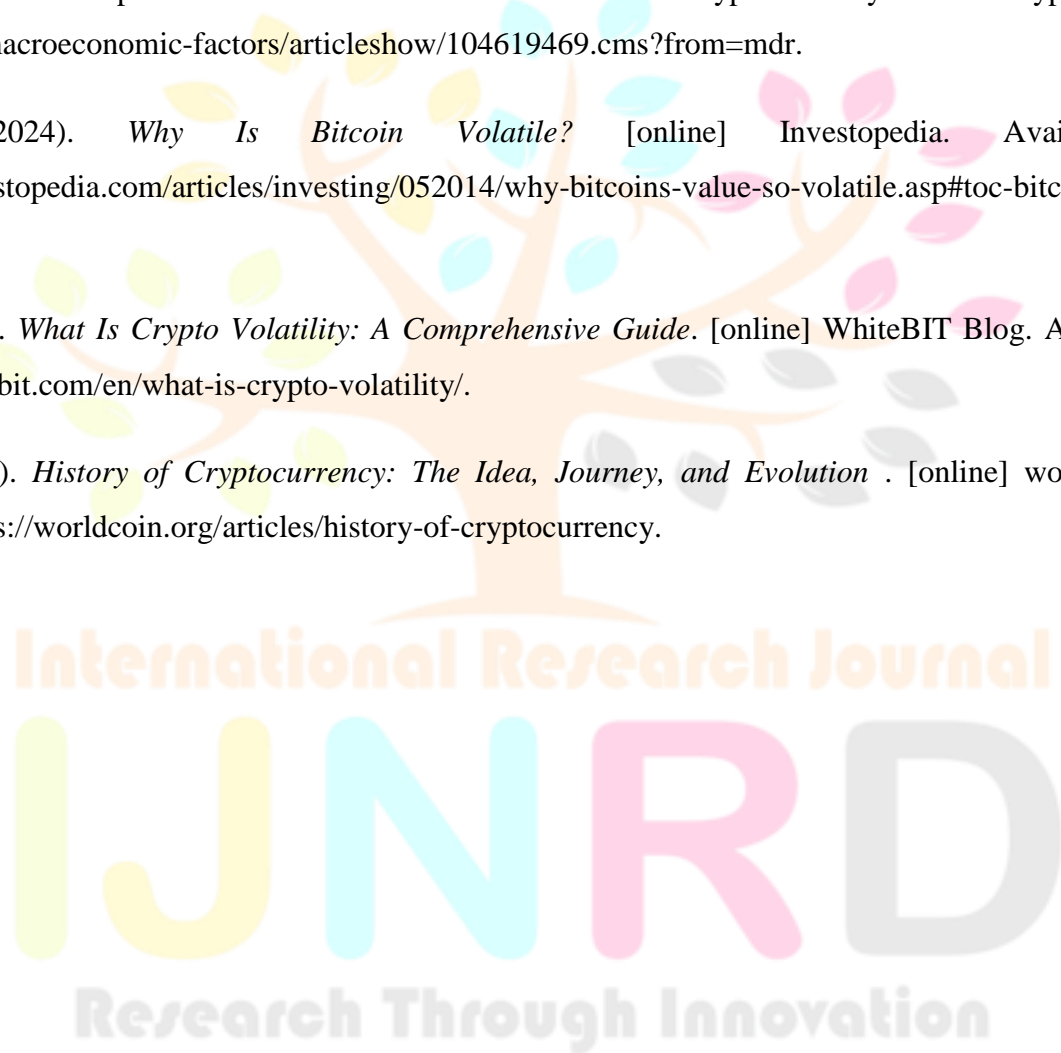 macroeconomic-factors/articleshow/104619469.cms?from=mdr.
2024). Why Is Bitcoin Volatile? [online] Investopedia. Avai
stopedia.com/articles/investing/052014/why-bitcoins-value-so-volatile.asp#toc-bitc
. What Is Crypto Volatility: A Comprehensive Guide. [online] WhiteBIT Blog. A
bit.com/en/what-is-crypto-volatility/.
). History of Cryptocurrency: The Idea, Journey, and Evolution . [online] wo
s://worldcoin.org/articles/history-of-cryptocurrency.
International Research Journal
IJNRD
Research Through Innovation